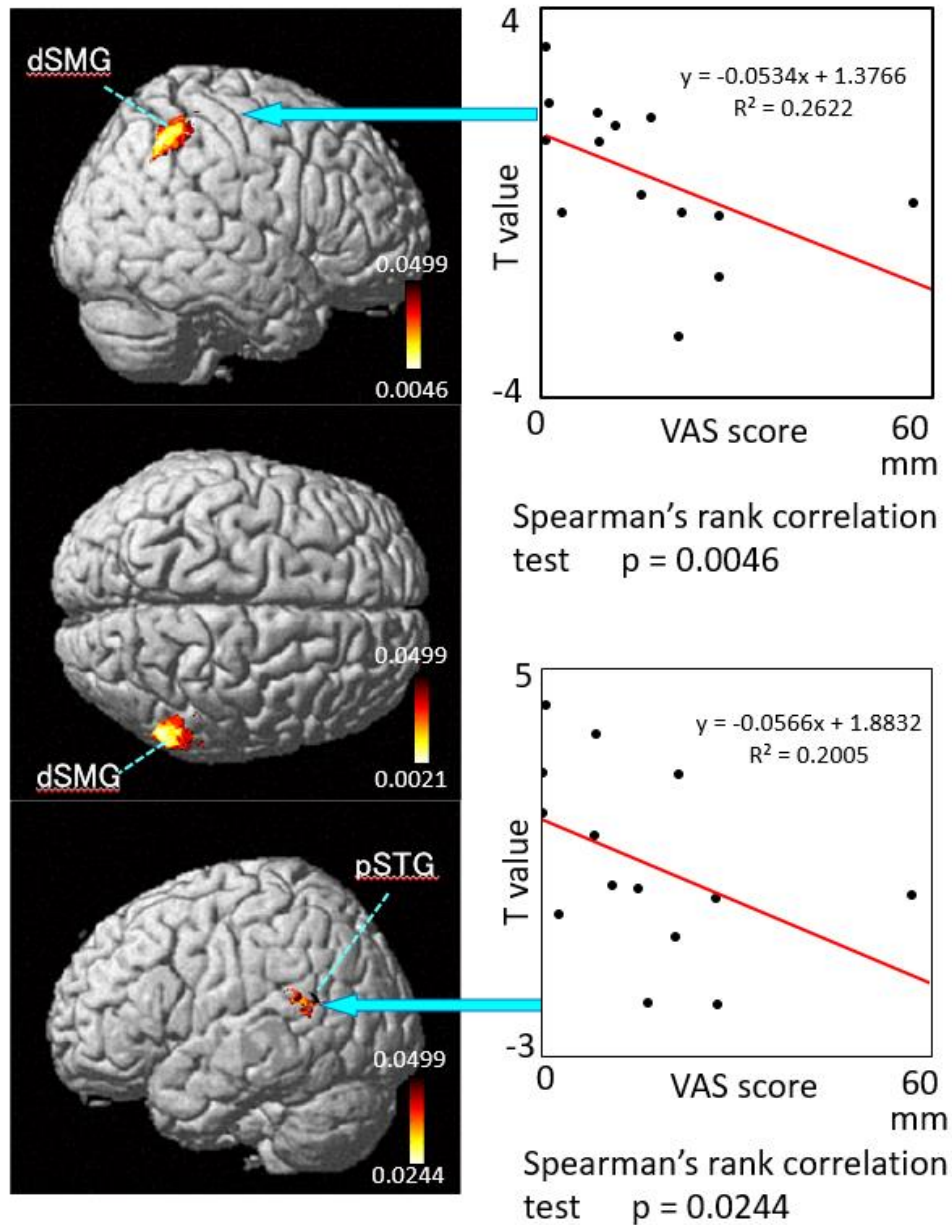 dSMG
0.0499
0.0046
4
y = -0.0534x + 1.3766
R² = 0.2622
T value
-4
0
VAS score
60
mm
Spearman’s rank correlation
test p = 0.0046
0.0499
dSMG
0.0021
pSTG
0.0499
0.0244
5
y = -0.0566x + 1.8832
R² = 0.2005
T value
-3
0
VAS score
60
mm
Spearman’s rank correlation
test p = 0.0244